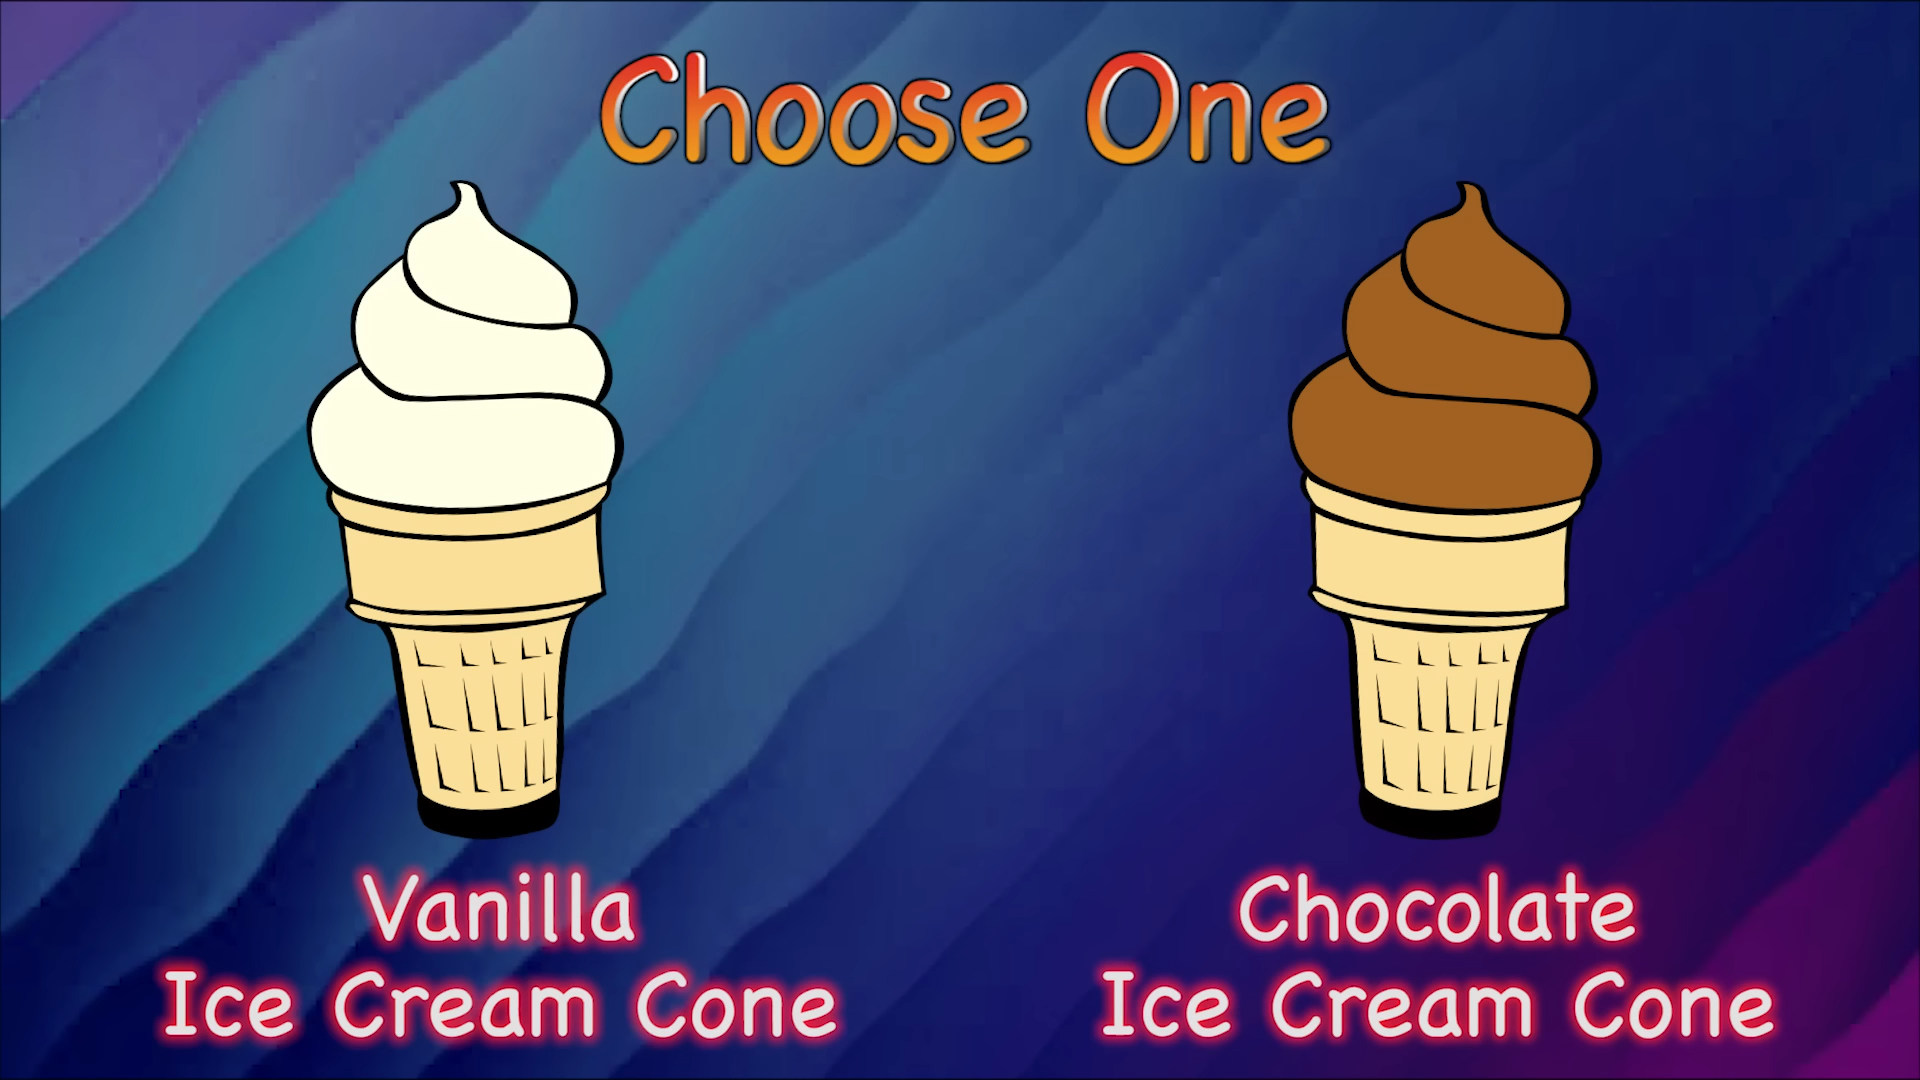 Choose One
Vanilla
Ice Cream Cone
Chocolate
Ice Cream Cone